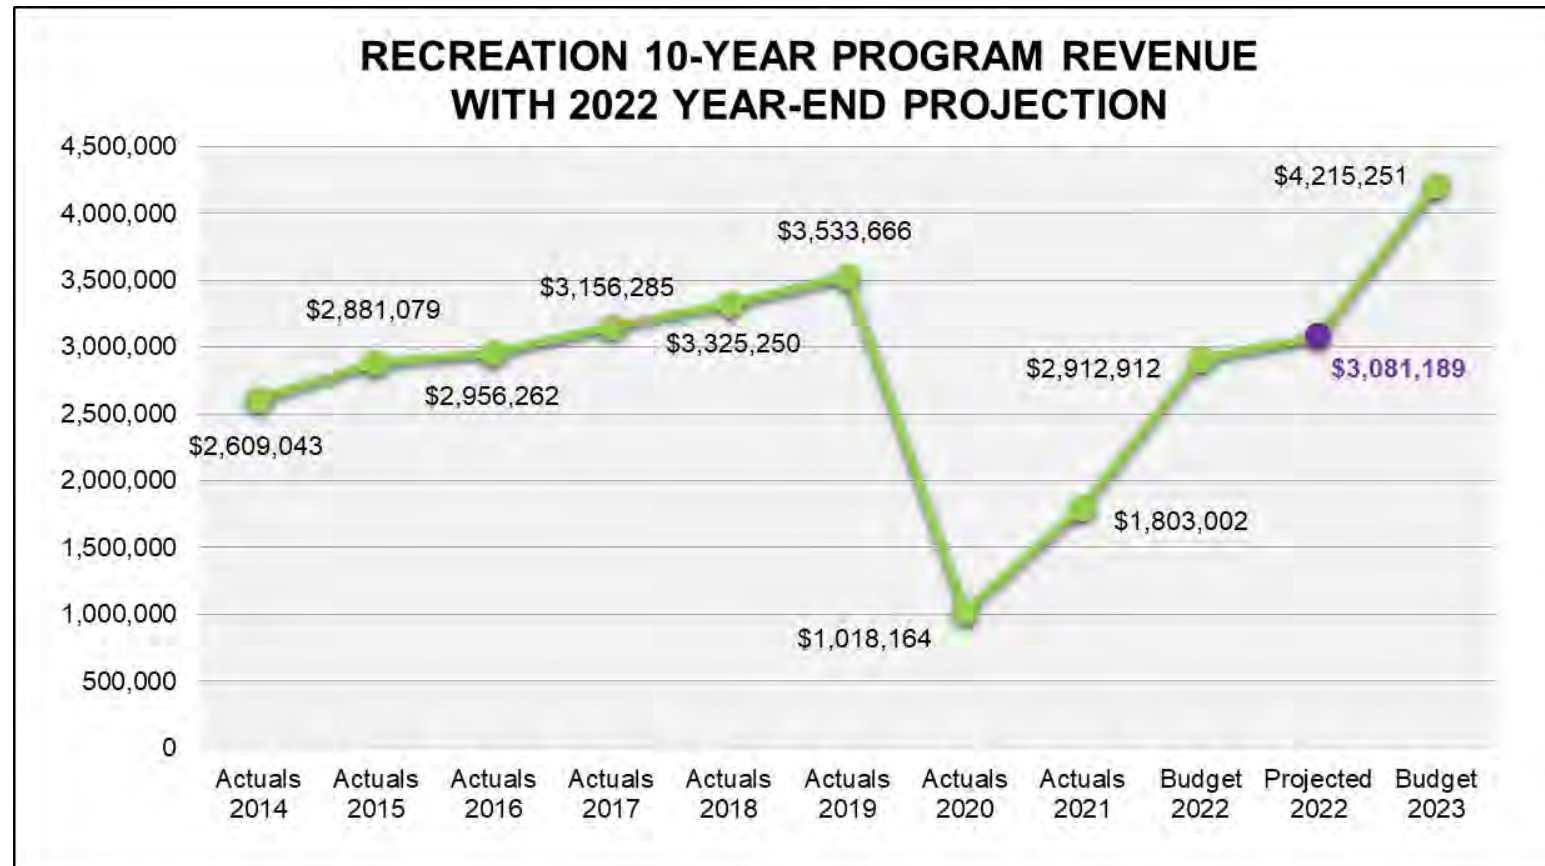 RECREATION 10-YEAR PROGRAM REVENUE
WITH 2022 YEAR-END PROJECTION
4,500,000
4,000,000
3,500,000
3,000,000
2,500,000
2,000,000
1,500,000
1,000,000
500,000
0
$2,609,043
$2,881,079
$2,956,262
$3,156,285
$3,325,250
$3,533,666
$1,018,164
$1,803,002
$2,912,912
$3,081,189
$4,215,251
Actuals
2014
Actuals
2015
Actuals
2016
Actuals
2017
Actuals
2018
Actuals
2019
Actuals
2020
Actuals
2021
Budget
2022
Projected
2022
Budget
2023